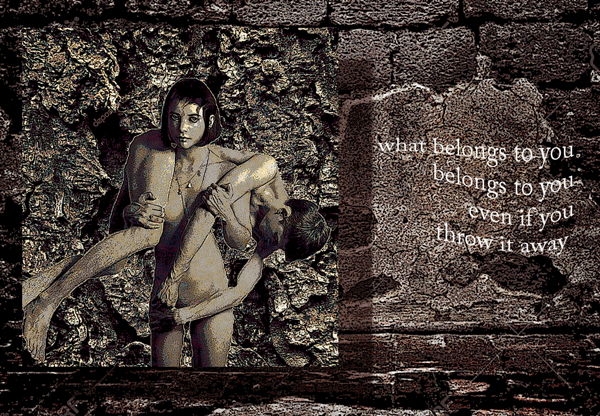 what belongs to you.
belongs to you-
even if you
throw it away